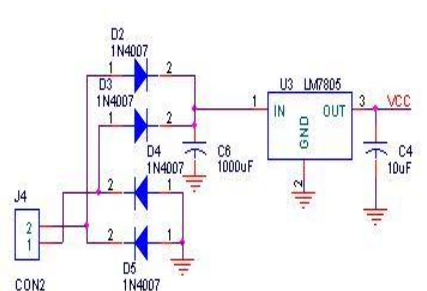 D2
1N4007
1 2
D3
1N4007
1 2
D4
1N4007
2 1
2 1
D5
1N4007
J4
2
1
CON2
C6
1000uF
U3 LM7805
1 IN OUT 3 VCC
GND
2
C4
10uF